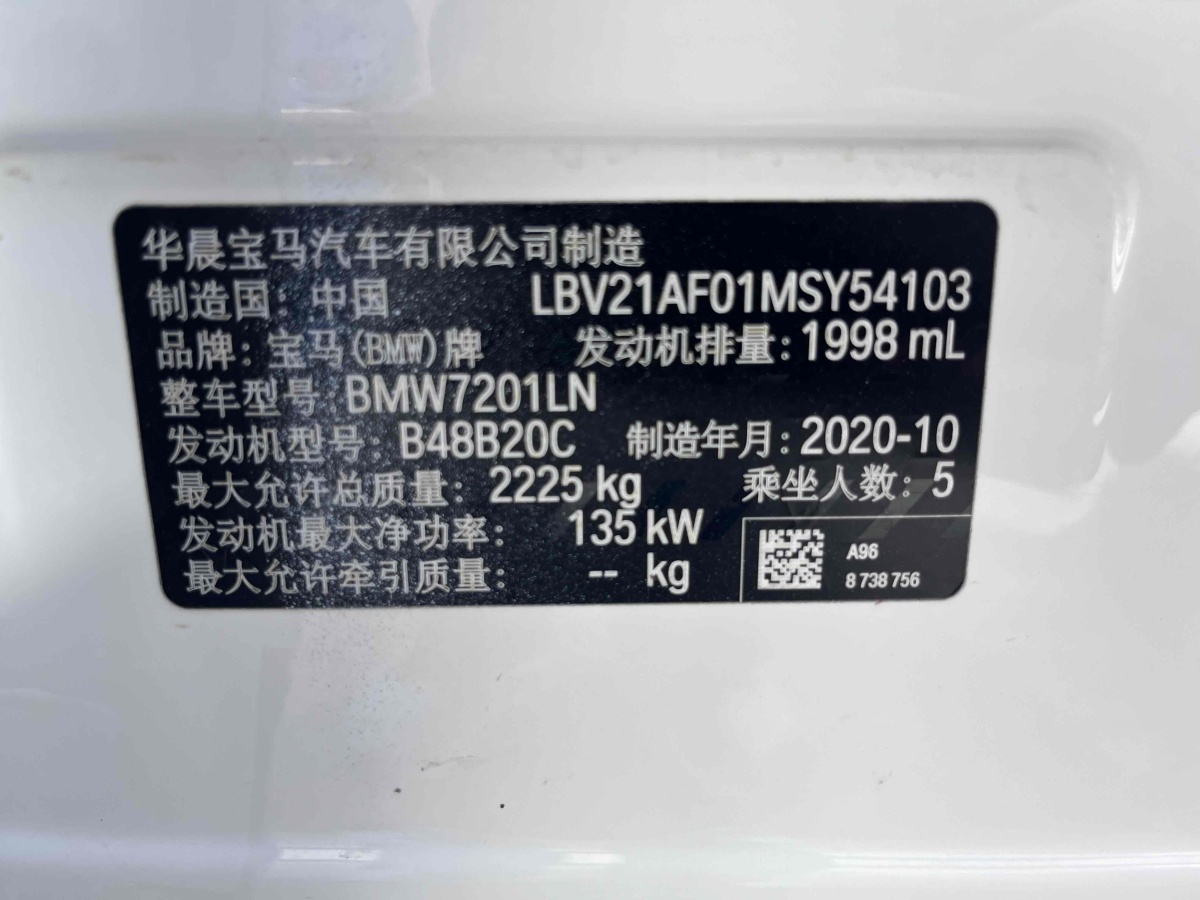 华晨宝马汽车有限公司制造
制造国: 中国 LBV21AF01MSY54103
品牌: 宝马(BMW)牌 发动机排量: 1998 mL
整车型号 BMW7201LN
发动机型号: B48B20C 制造年月: 2020-10
最大允许总质量: 2225 kg 乘坐人数: 5
发动机最大净功率: 135 kW
最大允许牵引质量: -- kg
A96
8 738 756